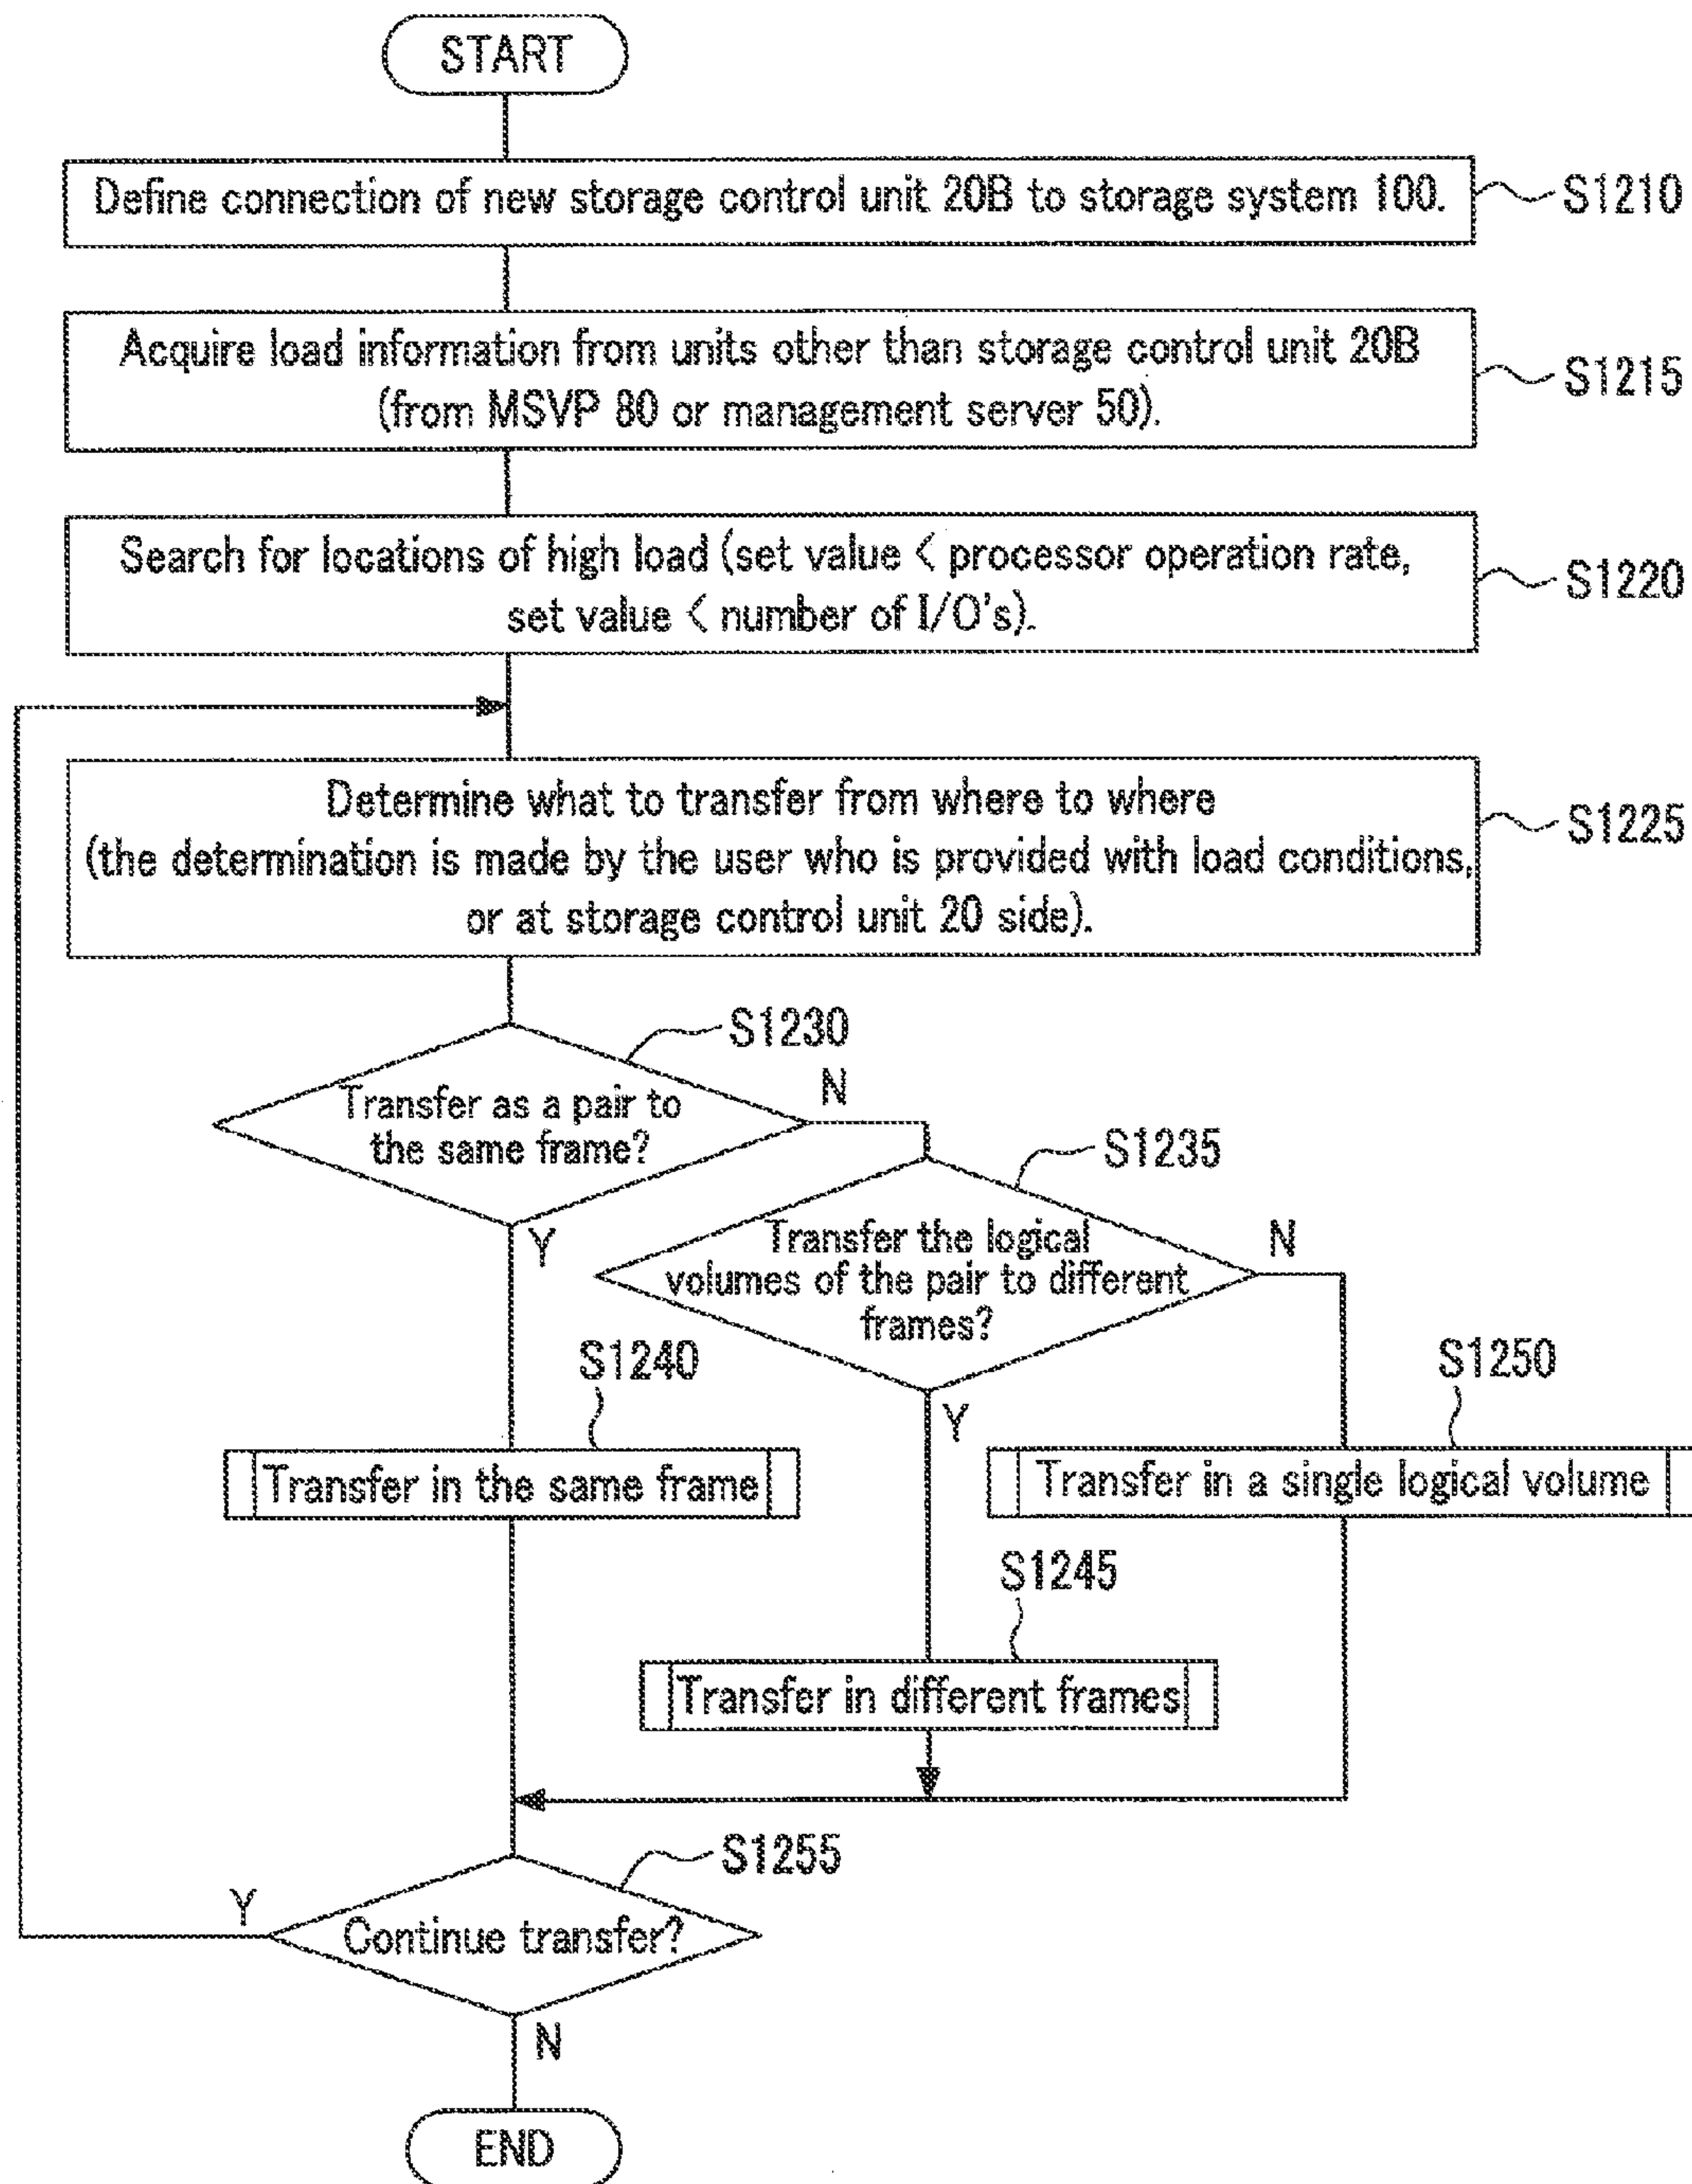 START
Define connection of new storage control unit 20B to storage system 100.
S1210
Acquire load information from units other than storage control unit 20B
(from MSVP 80 or management server 50).
S1215
Search for locations of high load (set value < processor operation rate,
set value < number of I/O's).
S1220
Determine what to transfer from where to where
(the determination is made by the user who is provided with load conditions,
or at storage control unit 20 side).
S1225
S1230
Transfer as a pair to
the same frame?
N
Y
S1235
Transfer the logical
volumes of the pair to different
frames?
N
Y
S1240
Transfer in the same frame
S1250
Transfer in a single logical volume
S1245
Transfer in different frames
S1255
Continue transfer?
Y
N
END